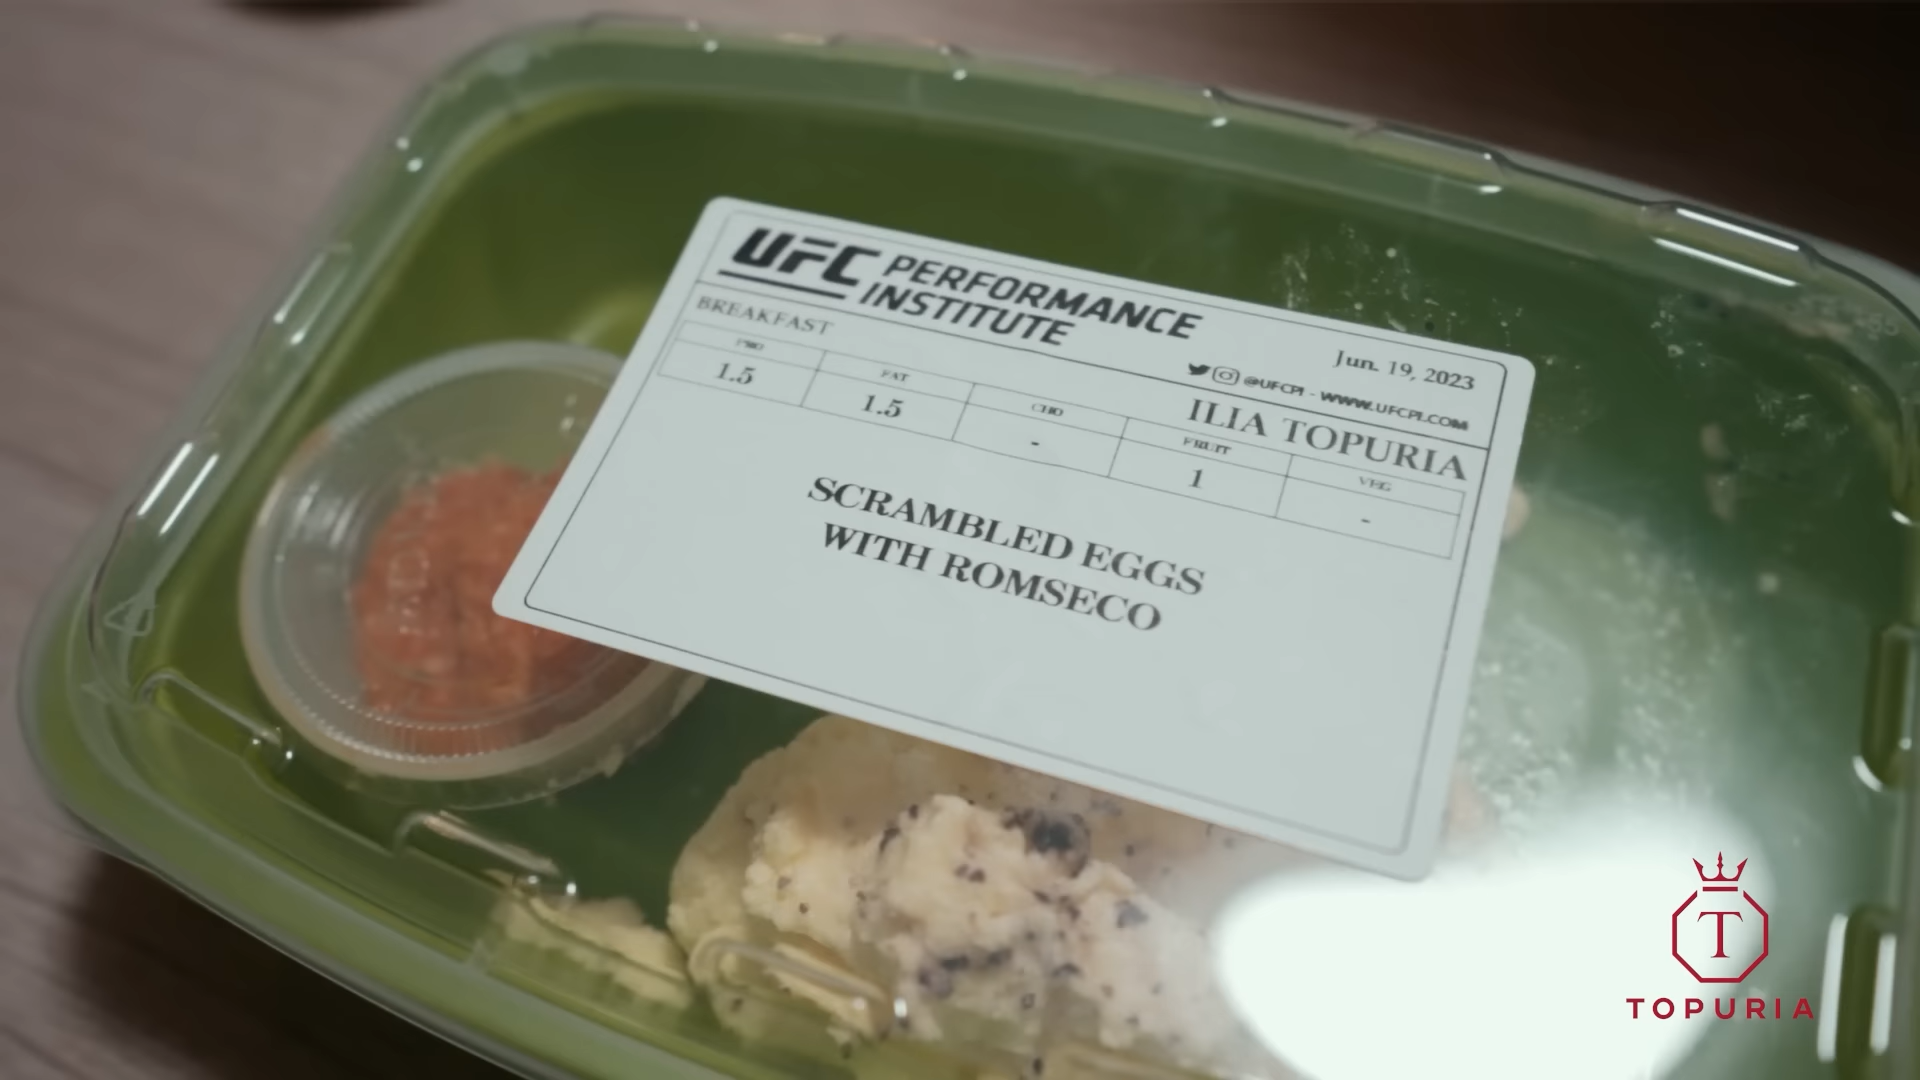 UFC PERFORMANCE
INSTITUTE
Jun. 19, 2023
@UFCPI - WWW.UFCPI.COM
BREAKFAST
ILIA TOPURIA
PRO FAT CHO FRUIT VEG
1.5 1.5 - 1 -
SCRAMBLED EGGS
WITH ROMSECO
T
TOPURIA